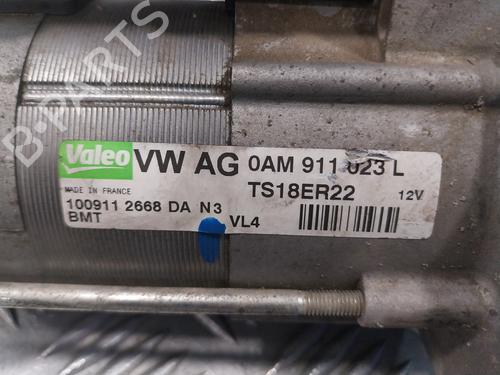 B-PARTS
Valeo VW AG 0AM 911 023 L
MADE IN FRANCE TS18ER22 12V
100911 2668 DA N3
BMT VL4